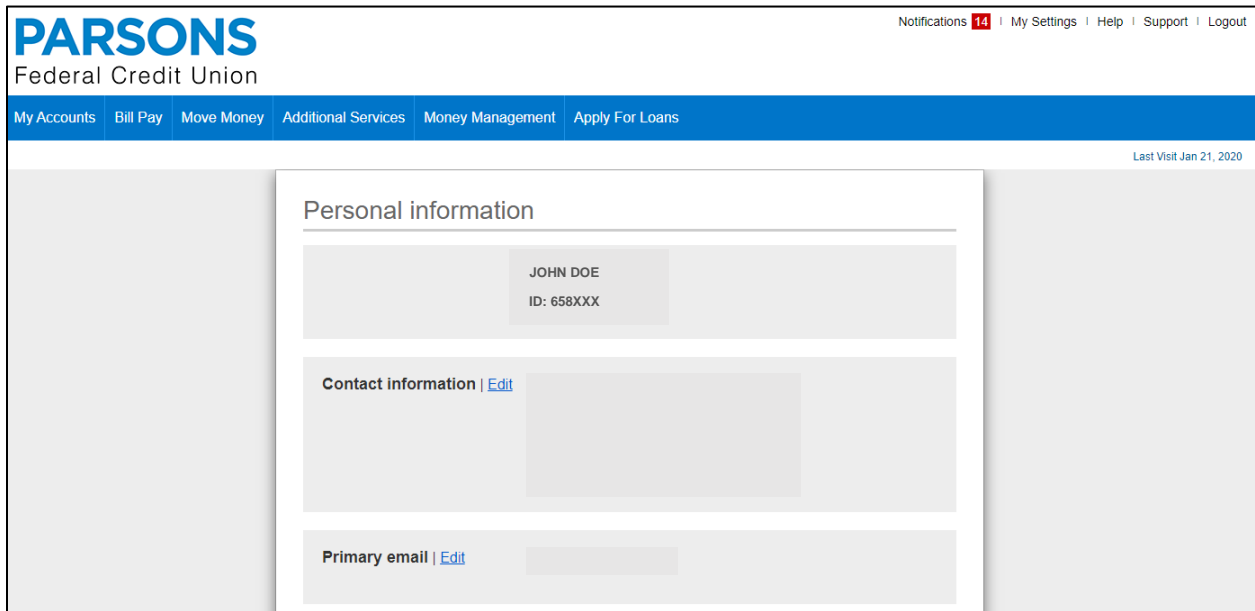 PARSONS
Federal Credit Union
Notifications 14 | My Settings | Help | Support | Logout
My Accounts | Bill Pay | Move Money | Additional Services | Money Management | Apply For Loans
Last Visit Jan 21, 2020
Personal information
JOHN DOE
ID: 658XXX
Contact information | Edit
Primary email | Edit